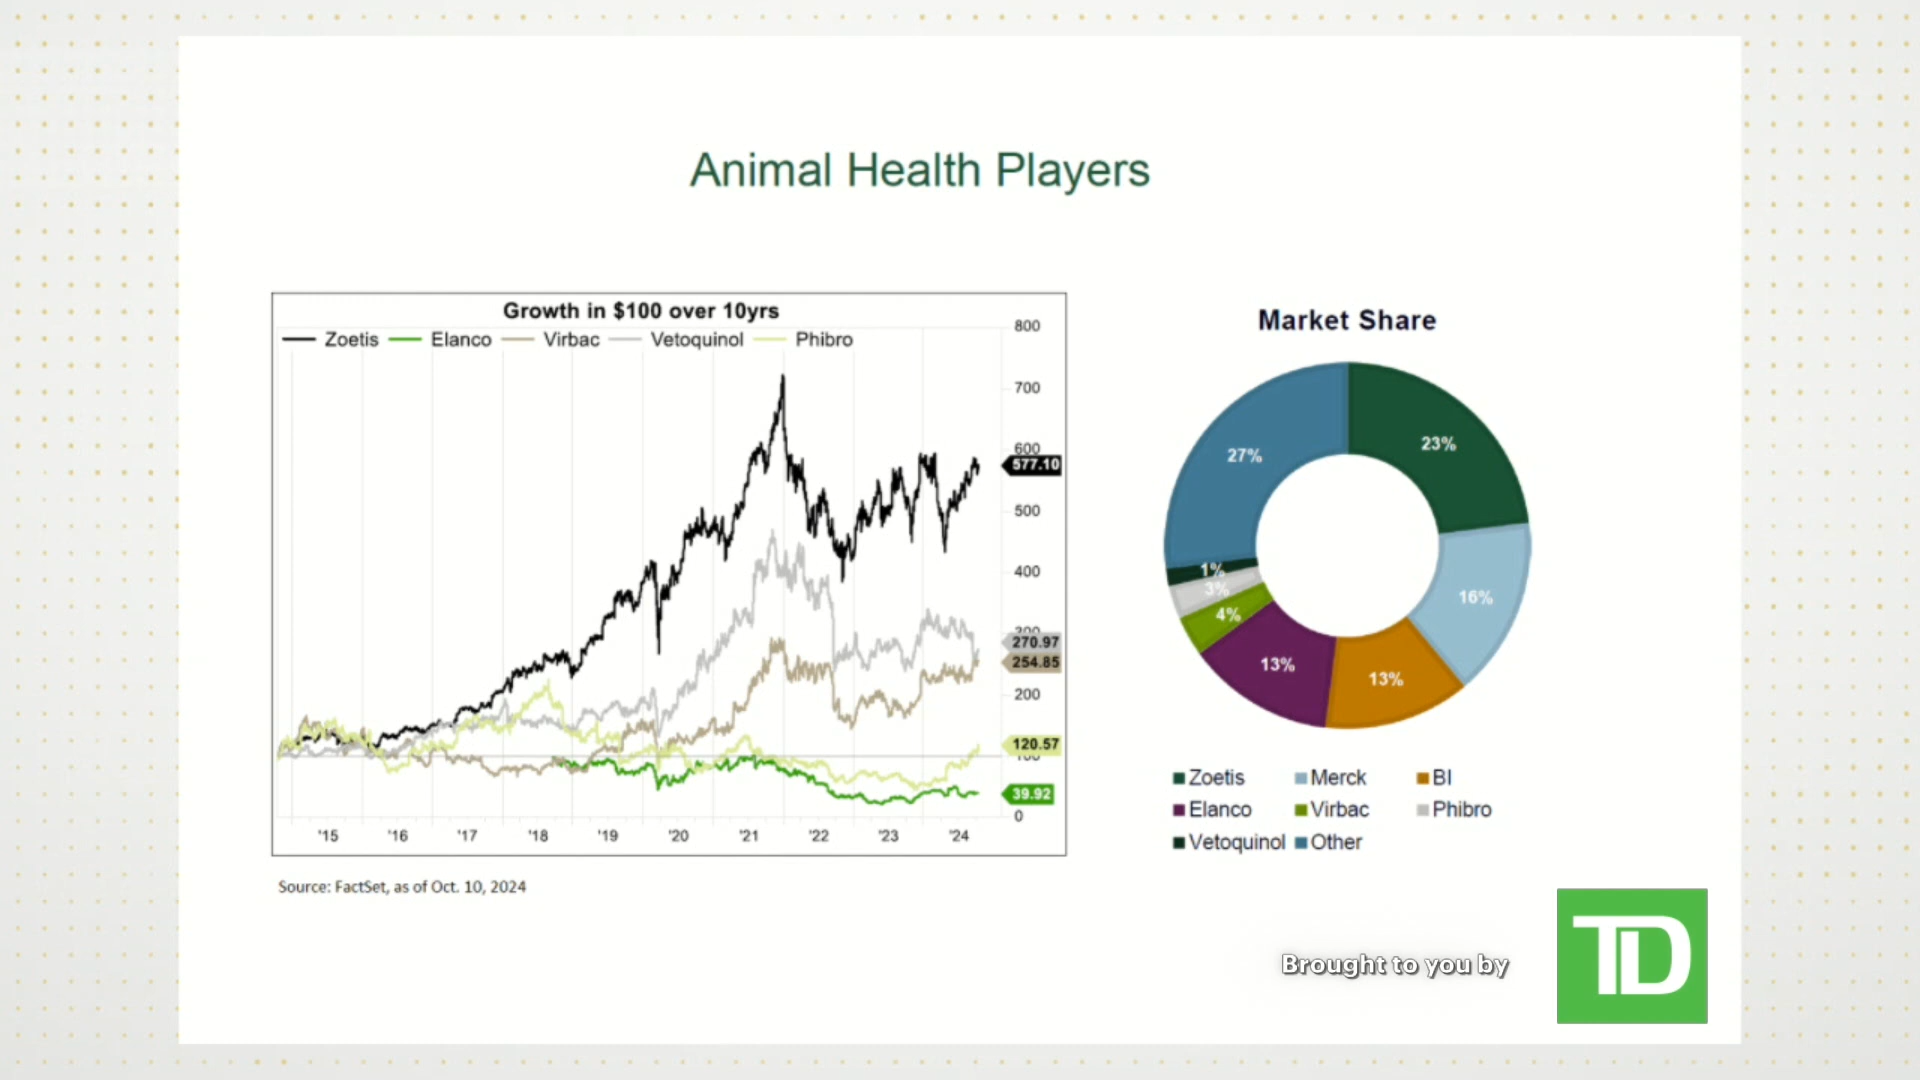 Animal Health Players
Growth in $100 over 10yrs
Zoetis Elanco Virbac Vetoquinol Phibro
800
700
600
577.10
500
400
300
270.97
254.85
200
120.57
100
39.92
0
'15 '16 '17 '18 '19 '20 '21 '22 '23 '24
Source: FactSet, as of Oct. 10, 2024
Market Share
23%
27%
1%
3%
16%
4%
13%
13%
Zoetis Merck BI
Elanco Virbac Phibro
Vetoquinol Other
Brought to you by
TD